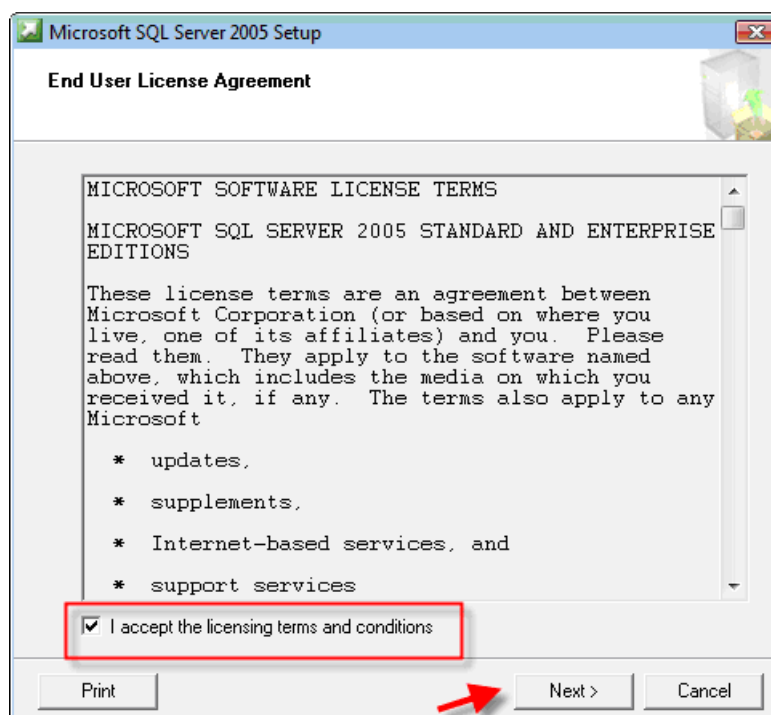 Microsoft SQL Server 2005 Setup
End User License Agreement
MICROSOFT SOFTWARE LICENSE TERMS
MICROSOFT SQL SERVER 2005 STANDARD AND ENTERPRISE
EDITIONS
These license terms are an agreement between
Microsoft Corporation (or based on where you
live, one of its affiliates) and you.  Please
read them.  They apply to the software named
above, which includes the media on which you
received it, if any.  The terms also apply to any
Microsoft
* updates,
* supplements,
* Internet-based services, and
* support services
I accept the licensing terms and conditions
Print
Next >
Cancel